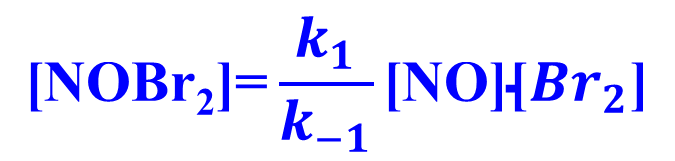 [NOBr₂]= k₁/k₋₁ [NO]·[Br₂]